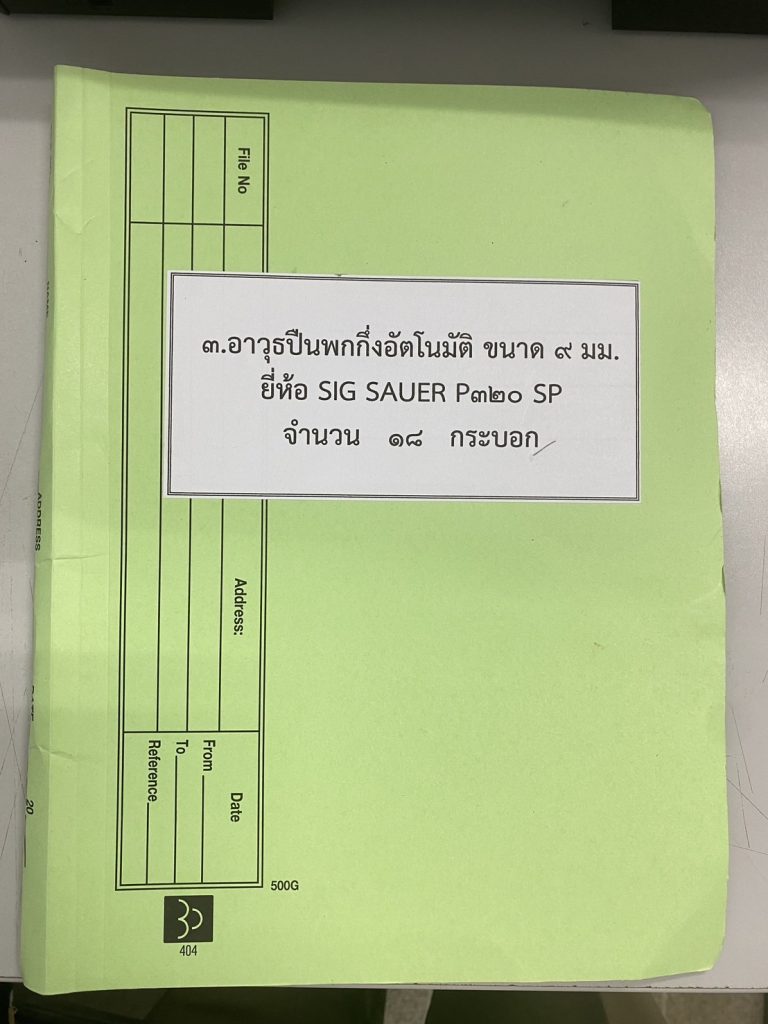 File No
๓.อาวุธปืนพกกึ่งอัตโนมัติ ขนาด ๙ มม.
ยี่ห้อ SIG SAUER P๓๒๐ SP
จำนวน ๑๘ กระบอก
Address:
ADDRESS
Date
From
To
Reference
20
500G
404